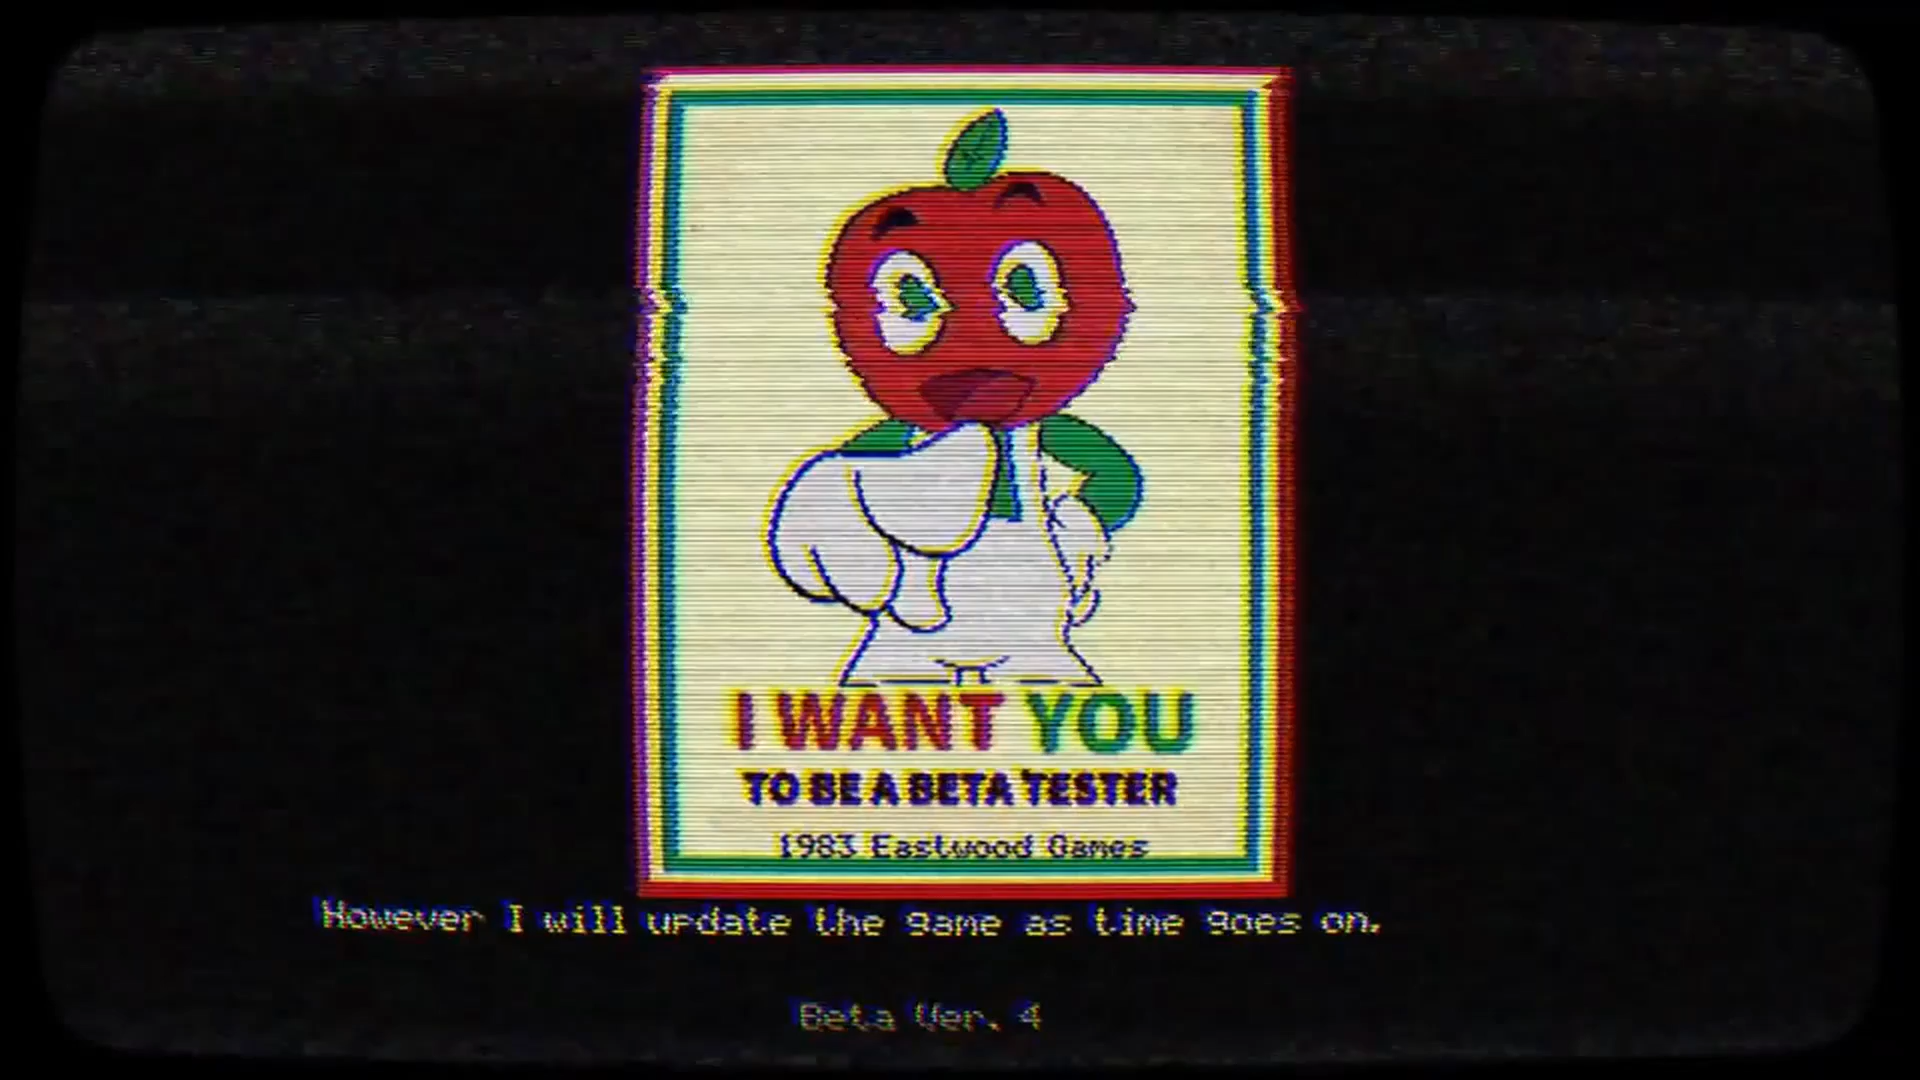 I WANT YOU
TO BE A BETA TESTER
1983 Eastwood Games
However I will update the game as time goes on.
Beta Ver. 4